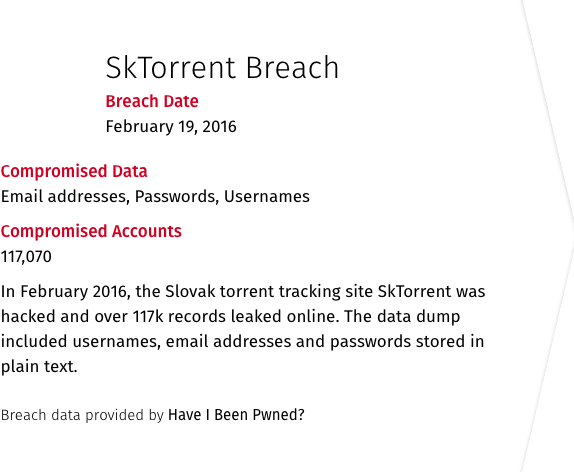 SkTorrent Breach
Breach Date
February 19, 2016
Compromised Data
Email addresses, Passwords, Usernames
Compromised Accounts
117,070
In February 2016, the Slovak torrent tracking site SkTorrent was
hacked and over 117k records leaked online. The data dump
included usernames, email addresses and passwords stored in
plain text.
Breach data provided by Have I Been Pwned?